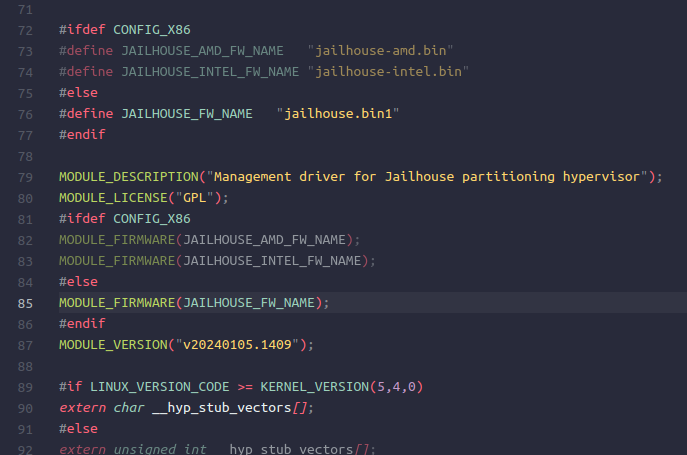 71
72 #ifdef CONFIG_X86
73 #define JAILHOUSE_AMD_FW_NAME   "jailhouse-amd.bin"
74 #define JAILHOUSE_INTEL_FW_NAME "jailhouse-intel.bin"
75 #else
76 #define JAILHOUSE_FW_NAME   "jailhouse.bin1"
77 #endif
78
79 MODULE_DESCRIPTION("Management driver for Jailhouse partitioning hypervisor");
80 MODULE_LICENSE("GPL");
81 #ifdef CONFIG_X86
82 MODULE_FIRMWARE(JAILHOUSE_AMD_FW_NAME);
83 MODULE_FIRMWARE(JAILHOUSE_INTEL_FW_NAME);
84 #else
85 MODULE_FIRMWARE(JAILHOUSE_FW_NAME);
86 #endif
87 MODULE_VERSION("v20240105.1409");
88
89 #if LINUX_VERSION_CODE >= KERNEL_VERSION(5,4,0)
90 extern char __hyp_stub_vectors[];
91 #else
92 extern unsigned int __hyp_stub_vectors[];